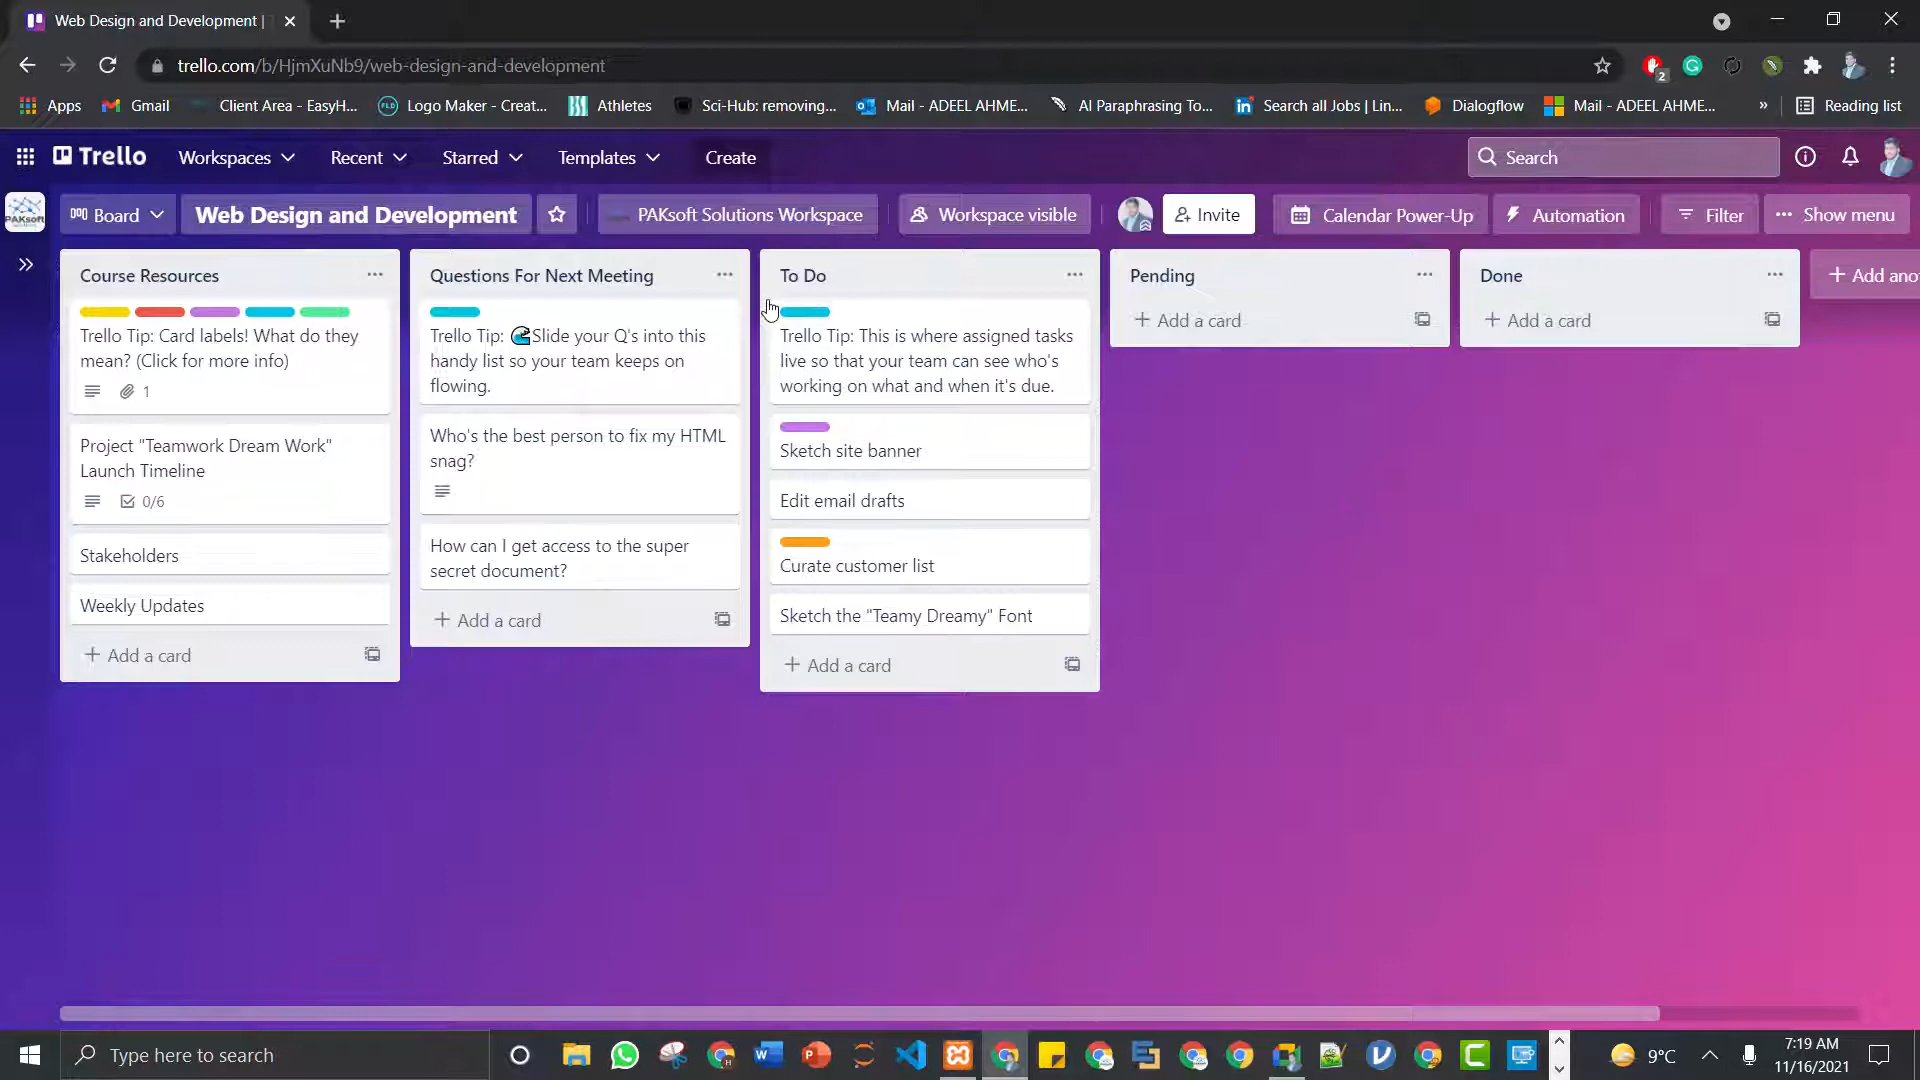 Web Design and Development |
trello.com/b/HjmXuNb9/web-design-and-development
2
Apps
Gmail
Client Area - EasyH...
FLD
Logo Maker - Creat...
Athletes
Sci-Hub: removing...
Mail - ADEEL AHME...
AI Paraphrasing To...
Search all Jobs | Lin...
Dialogflow
Mail - ADEEL AHME...
»
Reading list
Trello
Workspaces
Recent
Starred
Templates
Create
Search
PAKsoft
Board
Web Design and Development
PAKsoft Solutions Workspace
Workspace visible
Invite
Calendar Power-Up
Automation
Filter
Show menu
Course Resources
Trello Tip: Card labels! What do they
mean? (Click for more info)
1
Project "Teamwork Dream Work"
Launch Timeline
0/6
Stakeholders
Weekly Updates
+ Add a card
Questions For Next Meeting
Trello Tip: 🌊Slide your Q's into this
handy list so your team keeps on
flowing.
Who's the best person to fix my HTML
snag?
How can I get access to the super
secret document?
+ Add a card
To Do
Trello Tip: This is where assigned tasks
live so that your team can see who's
working on what and when it's due.
Sketch site banner
Edit email drafts
Curate customer list
Sketch the "Teamy Dreamy" Font
+ Add a card
Pending
+ Add a card
Done
+ Add a card
+ Add ano
Type here to search
9°C
7:19 AM
11/16/2021